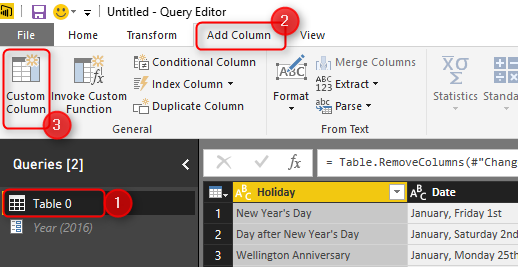 Untitled - Query Editor
File Home Transform Add Column View
2
Custom Column
3
Invoke Custom Function
Conditional Column
Index Column
Duplicate Column
General
Format
Merge Columns
Extract
Parse
From Text
Statistics
Standa
Queries [2]
= Table.RemoveColumns(#"Chang
Table 0
1
Year (2016)
Holiday Date
1 New Year's Day January, Friday 1st
2 Day after New Year's Day January, Saturday 2nd
3 Wellington Anniversary January, Monday 25th